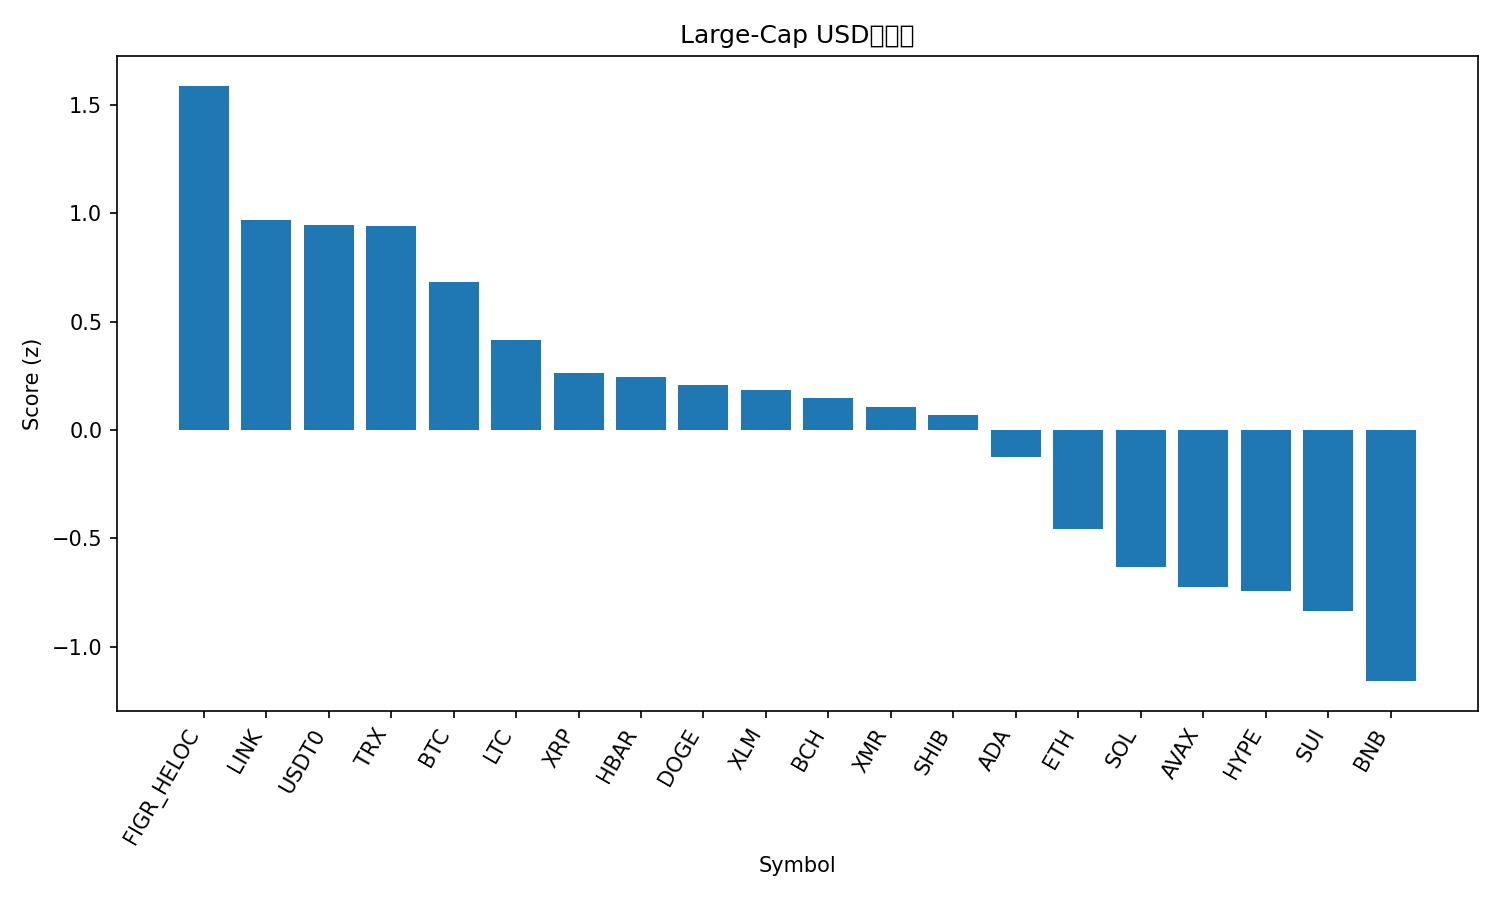 Large-Cap USD
Score (z)
1.5
1.0
0.5
0.0
−0.5
−1.0
FIGR_HELOC
LINK
USDT0
TRX
BTC
LTC
XRP
HBAR
DOGE
XLM
BCH
XMR
SHIB
ADA
ETH
SOL
AVAX
HYPE
SUI
BNB
Symbol